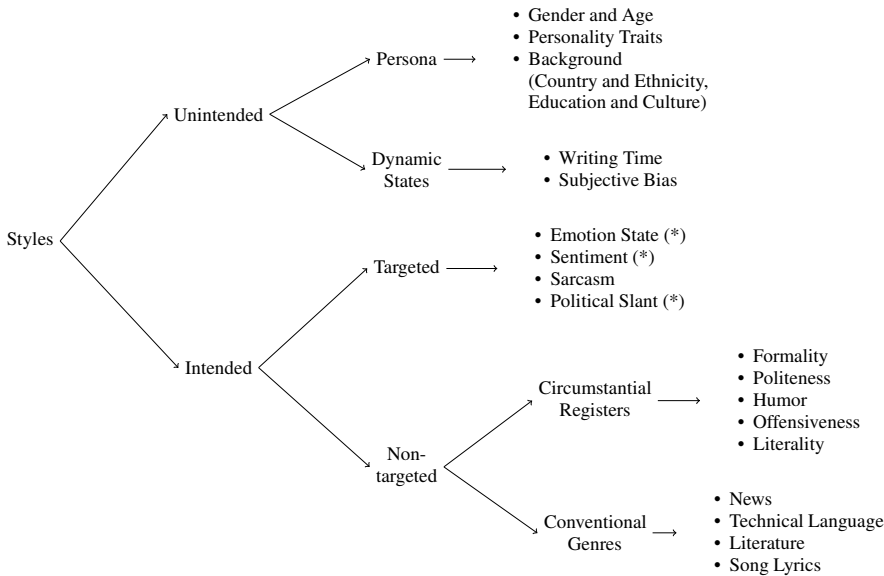 Styles
Unintended
Persona
• Gender and Age
• Personality Traits
• Background
(Country and Ethnicity,
Education and Culture)
Dynamic
States
• Writing Time
• Subjective Bias
Intended
Targeted
• Emotion State (*)
• Sentiment (*)
• Sarcasm
• Political Slant (*)
Non-
targeted
Circumstantial
Registers
• Formality
• Politeness
• Humor
• Offensiveness
• Literality
Conventional
Genres
• News
• Technical Language
• Literature
• Song Lyrics